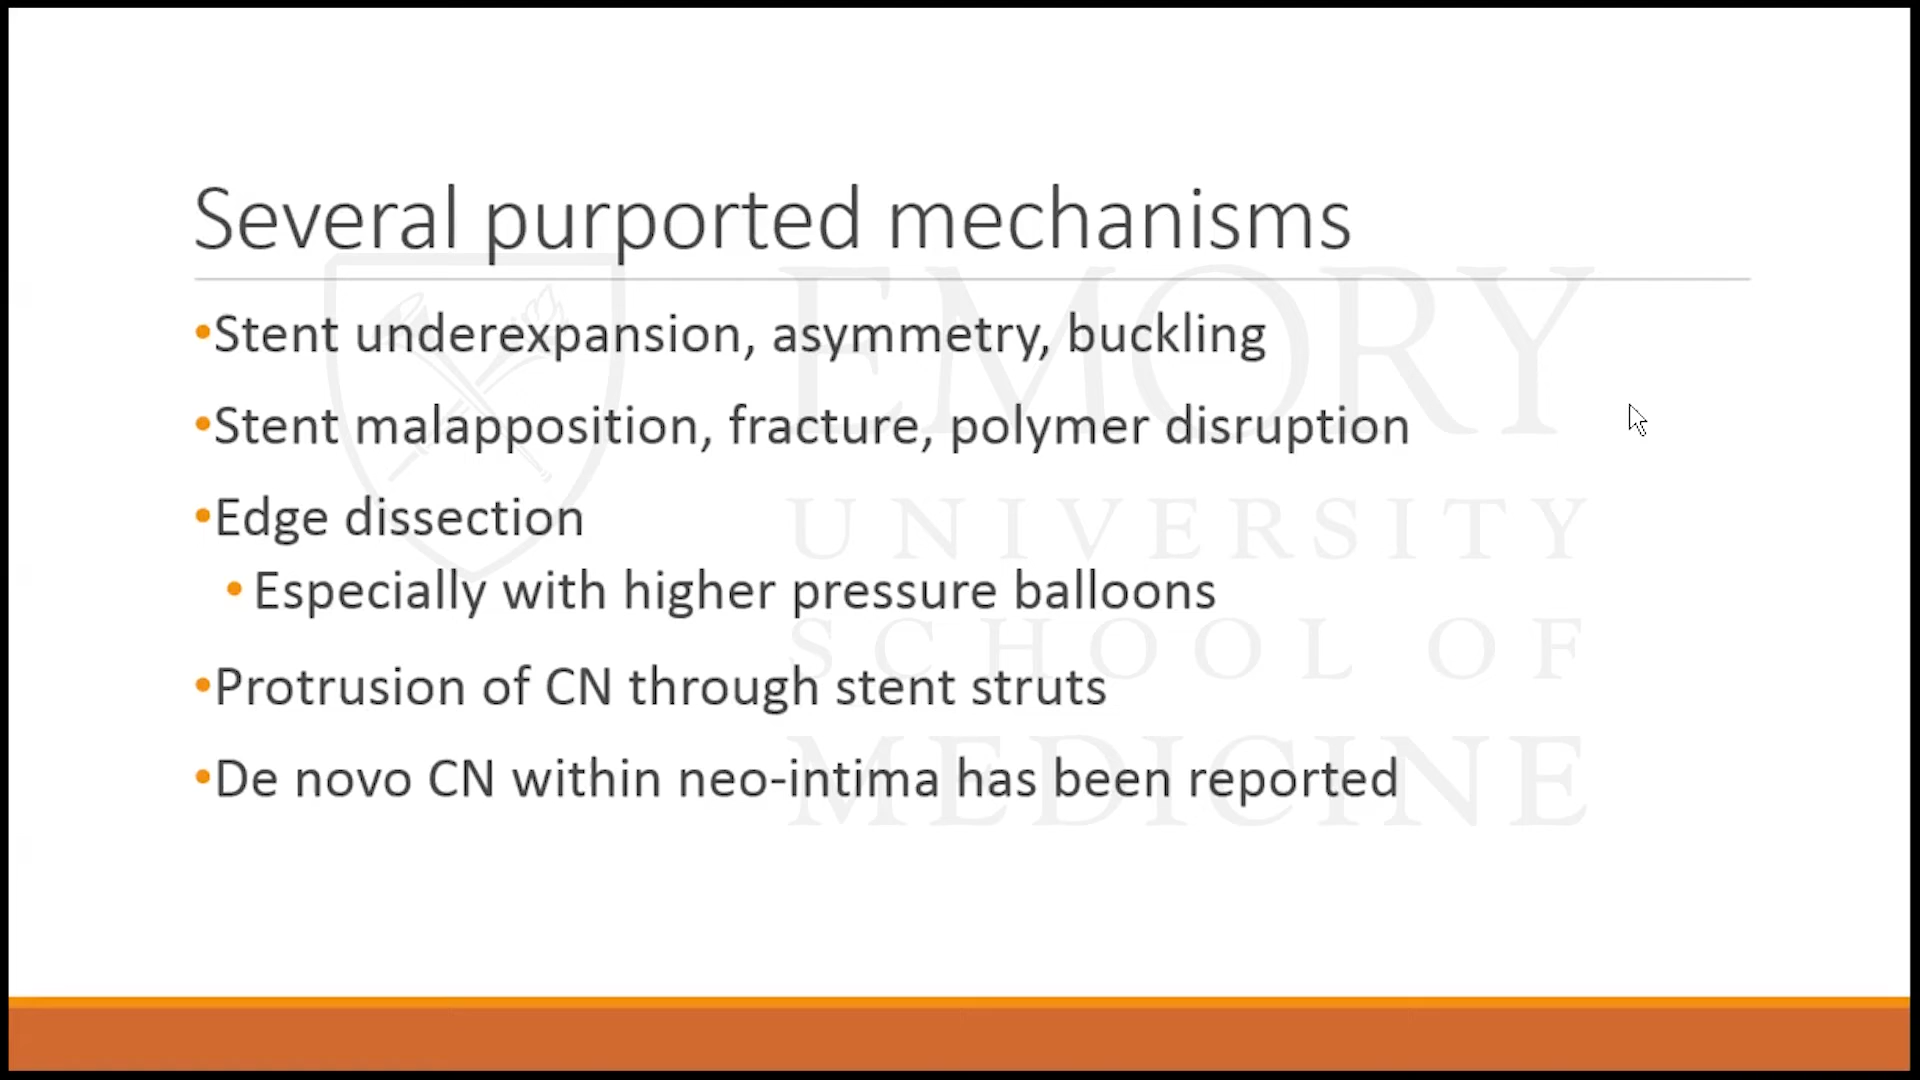 Several purported mechanisms
•Stent underexpansion, asymmetry, buckling
•Stent malapposition, fracture, polymer disruption
•Edge dissection
•Especially with higher pressure balloons
•Protrusion of CN through stent struts
•De novo CN within neo-intima has been reported
EMORY
UNIVERSITY
SCHOOL OF
MEDICINE